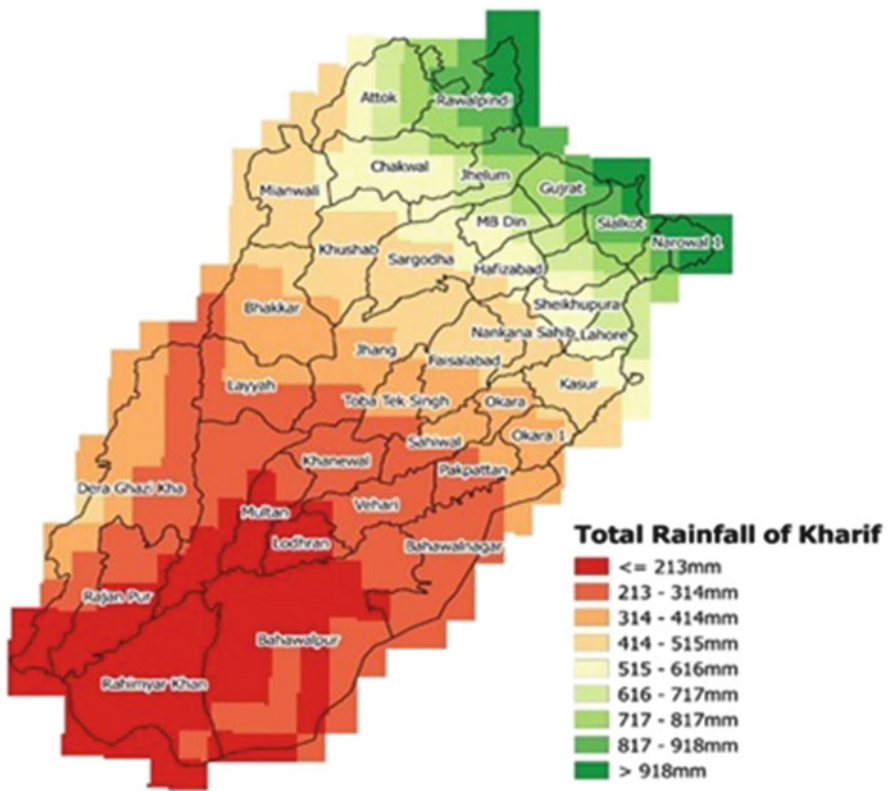 Attok
Rawalpindi
Chakwal
Jhelum
Mianwali
Gujrat
MB Din
Sialkot
Narowal 1
Khushab
Sargodha
Hafizabad
Bhakkar
Sheikhupura
Nankana Sahib
Lahore
Jhang
Faisalabad
Layyah
Kasur
Toba Tek Singh
Okara
Sahiwal
Okara 1
Khanewal
Pakpattan
Dera Ghazi Kha
Multan
Vehari
Lodhran
Bahawalnagar
Rajan Pur
Bahawalpur
Rahimyar Khan
Total Rainfall of Kharif
<= 213mm
213 - 314mm
314 - 414mm
414 - 515mm
515 - 616mm
616 - 717mm
717 - 817mm
817 - 918mm
> 918mm